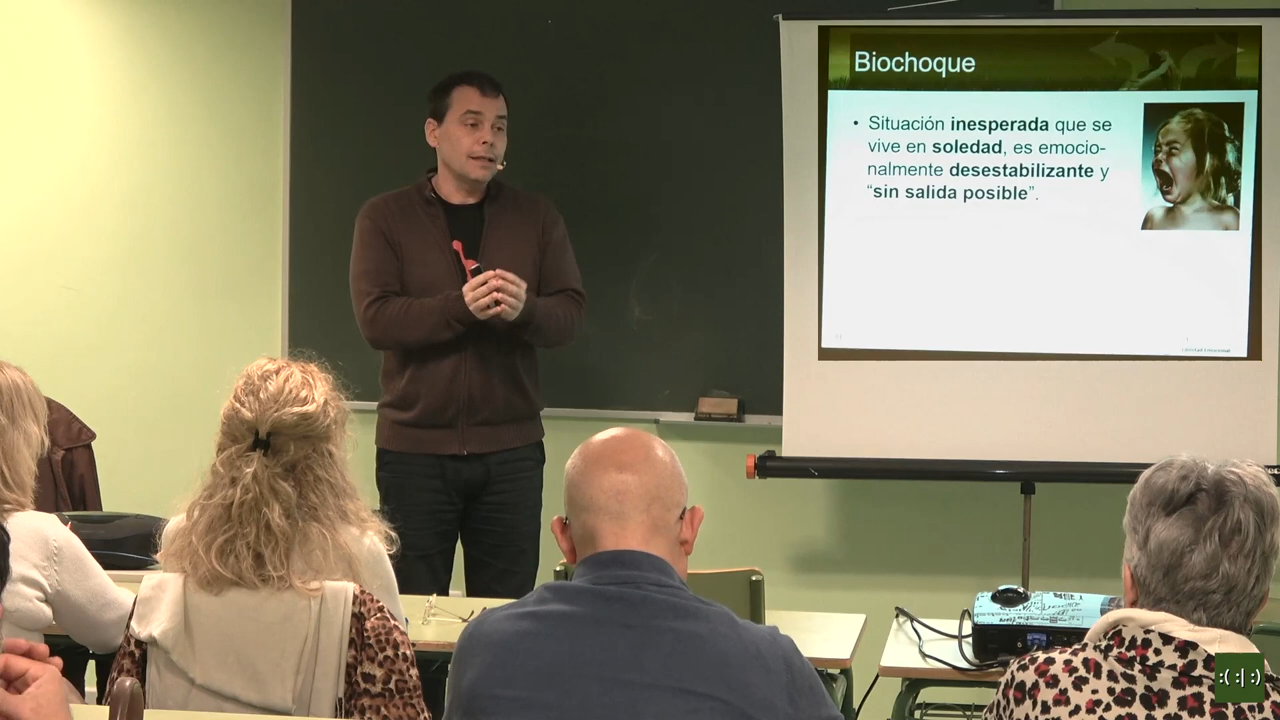 Biochoque
• Situación inesperada que se
vive en soledad, es emocio-
nalmente desestabilizante y
“sin salida posible”.
:( :| :)